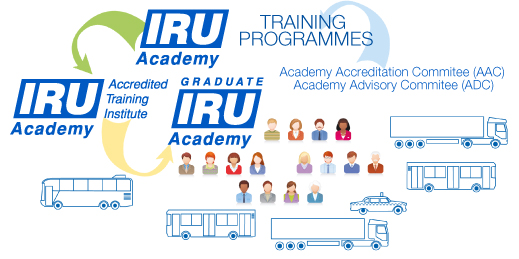 IRU
Academy
TRAINING
PROGRAMMES
Academy Accreditation Commitee (AAC)
Academy Advisory Commitee (ADC)
IRU
Academy
Accredited
Training
Institute
GRADUATE
IRU
Academy